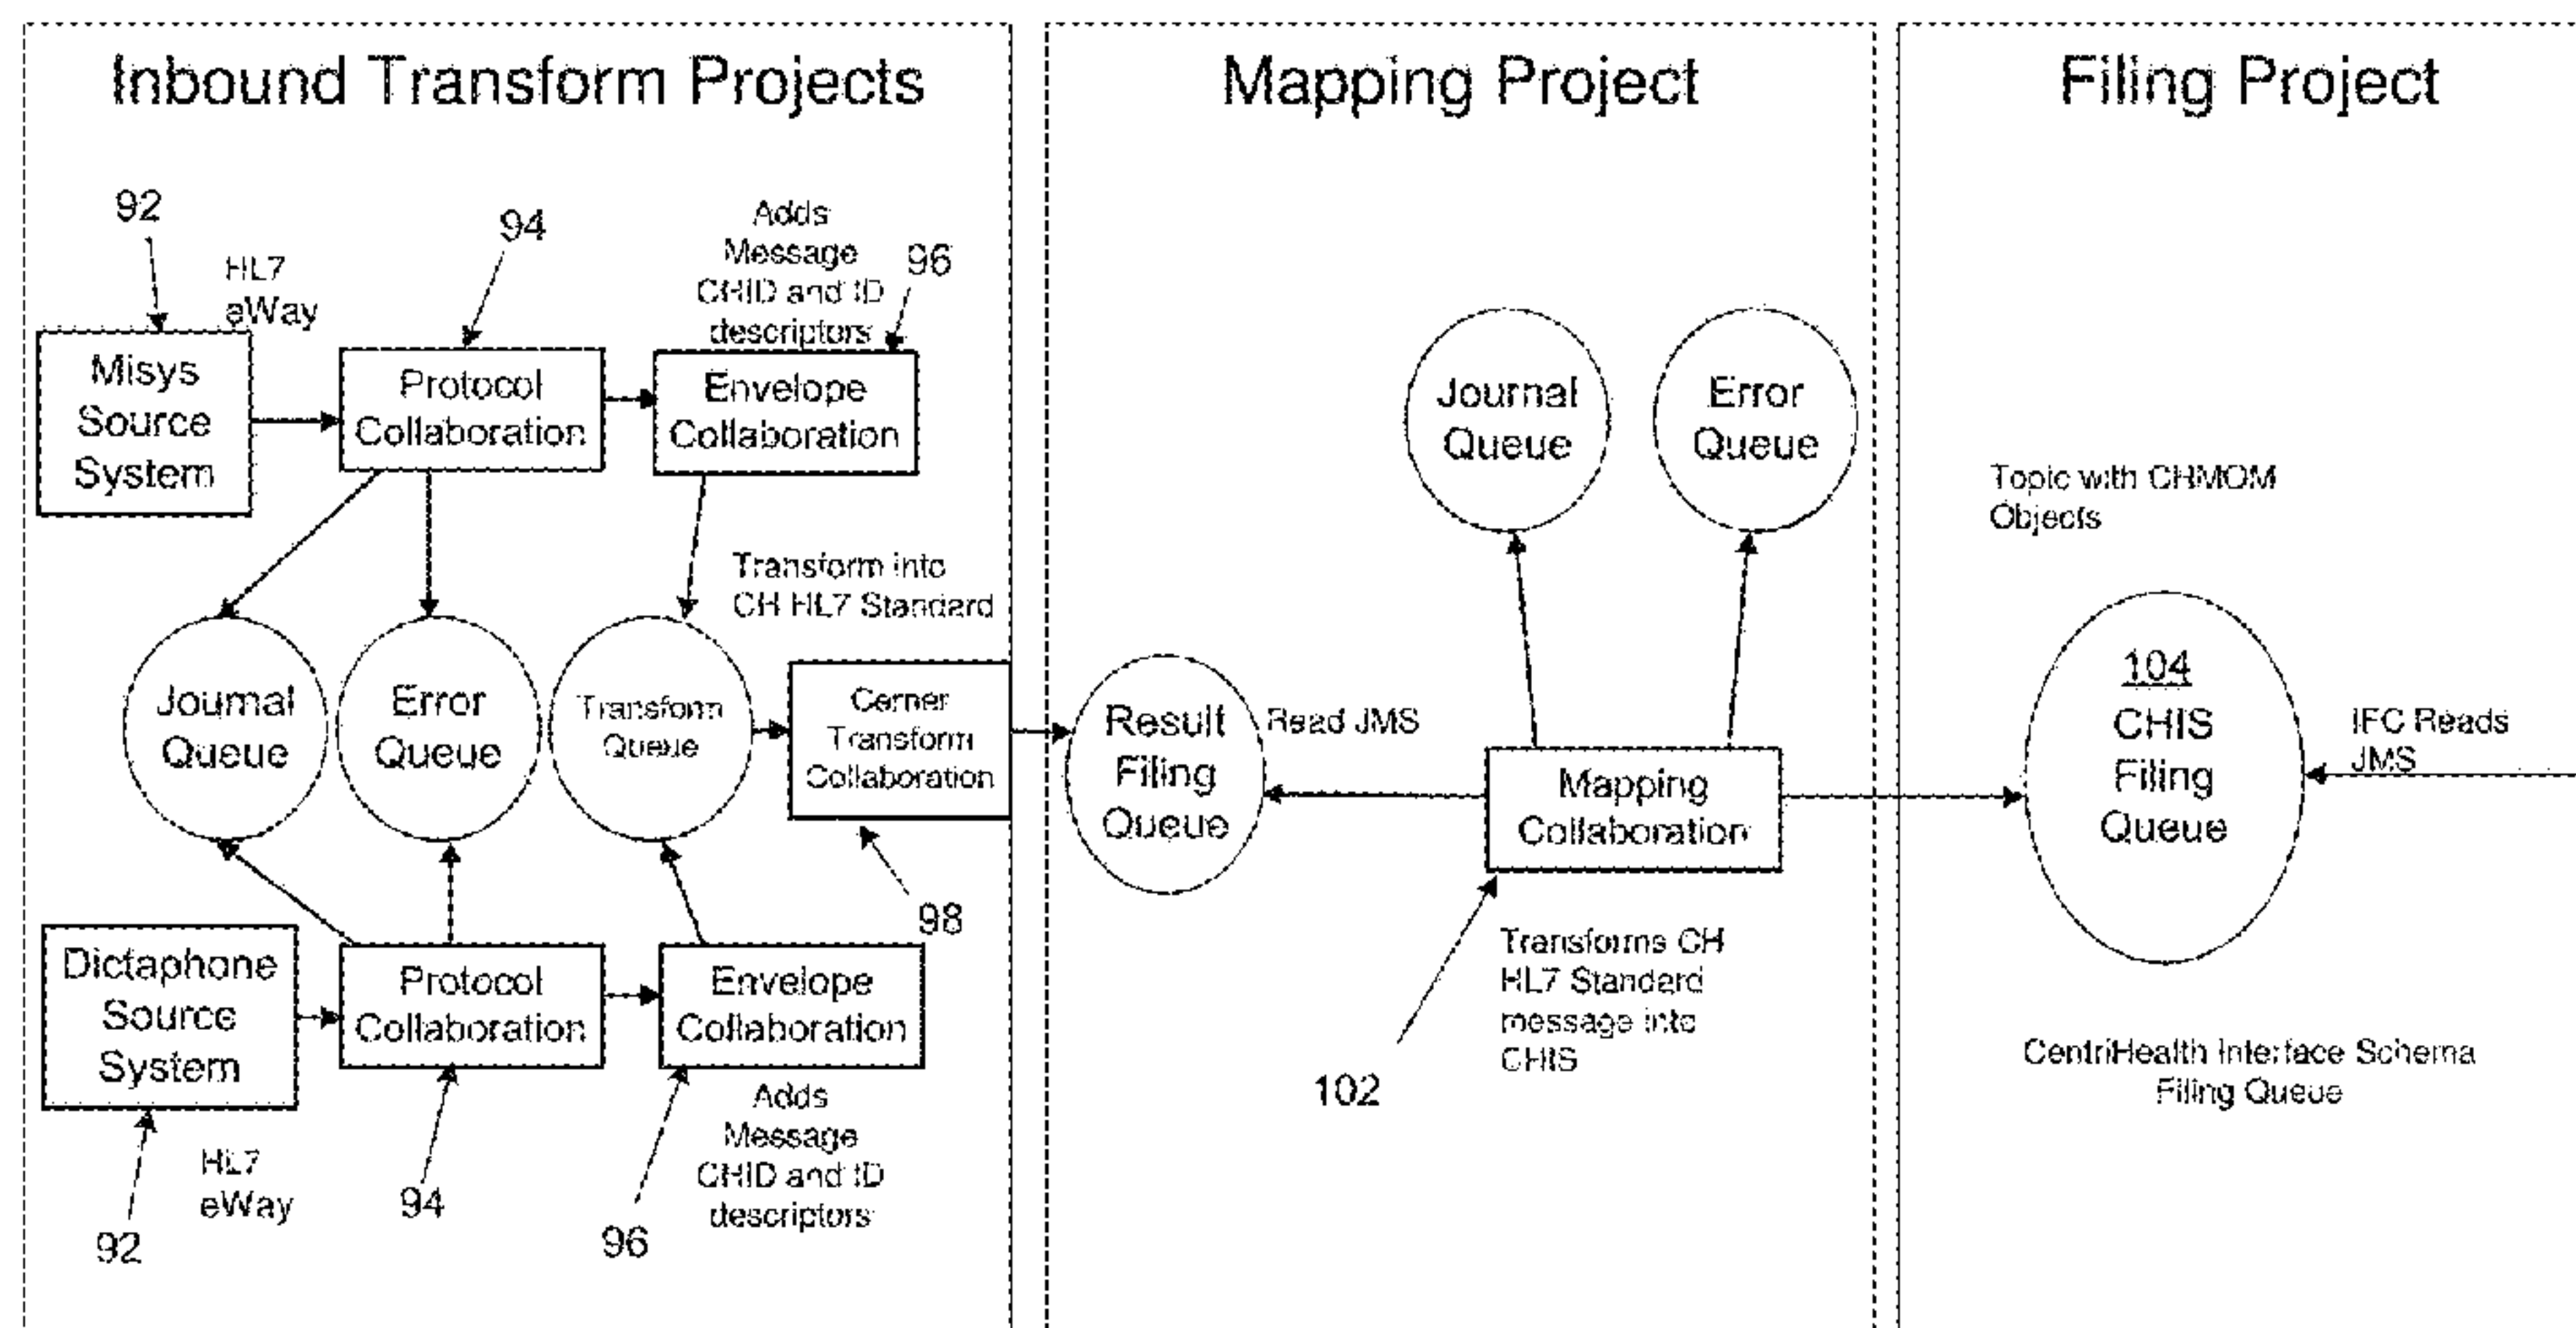 Inbound Transform Projects
92
HL7
eWay
94
Adds
Message
CHID and ID
descriptors
96
Misys
Source
System
Protocol
Collaboration
Envelope
Collaboration
Transform into
CH HL7 Standard
Journal
Queue
Error
Queue
Transform
Queue
Cerner
Transform
Collaboration
98
Dictaphone
Source
System
Protocol
Collaboration
Envelope
Collaboration
92
HL7
eWay
94
96
Adds
Message
CHID and ID
descriptors
Mapping Project
Journal
Queue
Error
Queue
Result
Filing
Queue
Read JMS
Mapping
Collaboration
102
Transforms CH
HL7 Standard
message into
CHIS
Filing Project
Topic with CHMOM
Objects
104
CHIS
Filing
Queue
IFC Reads
JMS
CentriHealth Interface Schema
Filing Queue